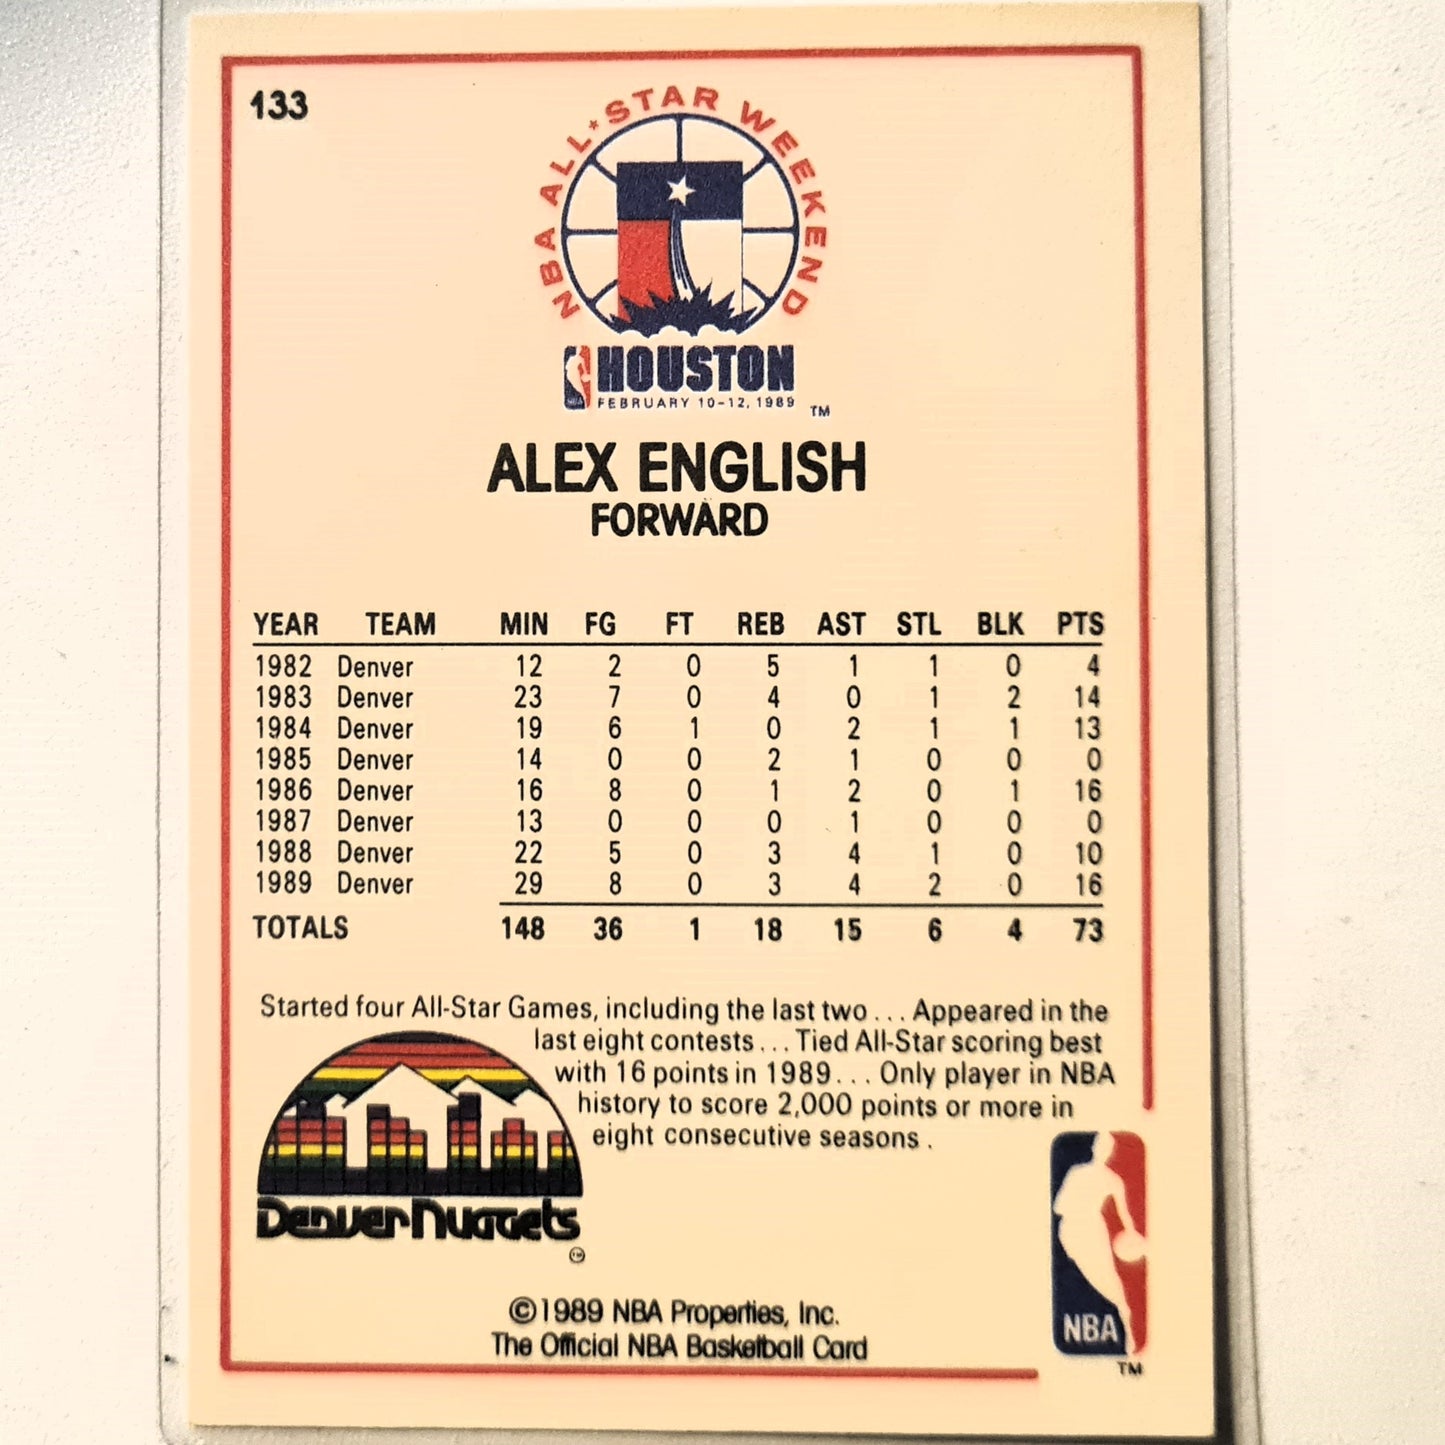 133
NBA ALL★STAR WEEKEND
NBA HOUSTON
FEBRUARY 10-12, 1989 TM
ALEX ENGLISH
FORWARD
YEAR TEAM MIN FG FT REB AST STL BLK PTS
1982 Denver 12 2 0 5 1 1 0 4
1983 Denver 23 7 0 4 0 1 2 14
1984 Denver 19 6 1 0 2 1 1 13
1985 Denver 14 0 0 2 1 0 0 0
1986 Denver 16 8 0 1 2 0 1 16
1987 Denver 13 0 0 0 1 0 0 0
1988 Denver 22 5 0 3 4 1 0 10
1989 Denver 29 8 0 3 4 2 0 16
TOTALS 148 36 1 18 15 6 4 73
Started four All-Star Games, including the last two . . . Appeared in the
last eight contests . . . Tied All-Star scoring best
with 16 points in 1989. . . Only player in NBA
history to score 2,000 points or more in
eight consecutive seasons .
Denver Nuggets
TM
©1989 NBA Properties, Inc.
The Official NBA Basketball Card
NBA
TM